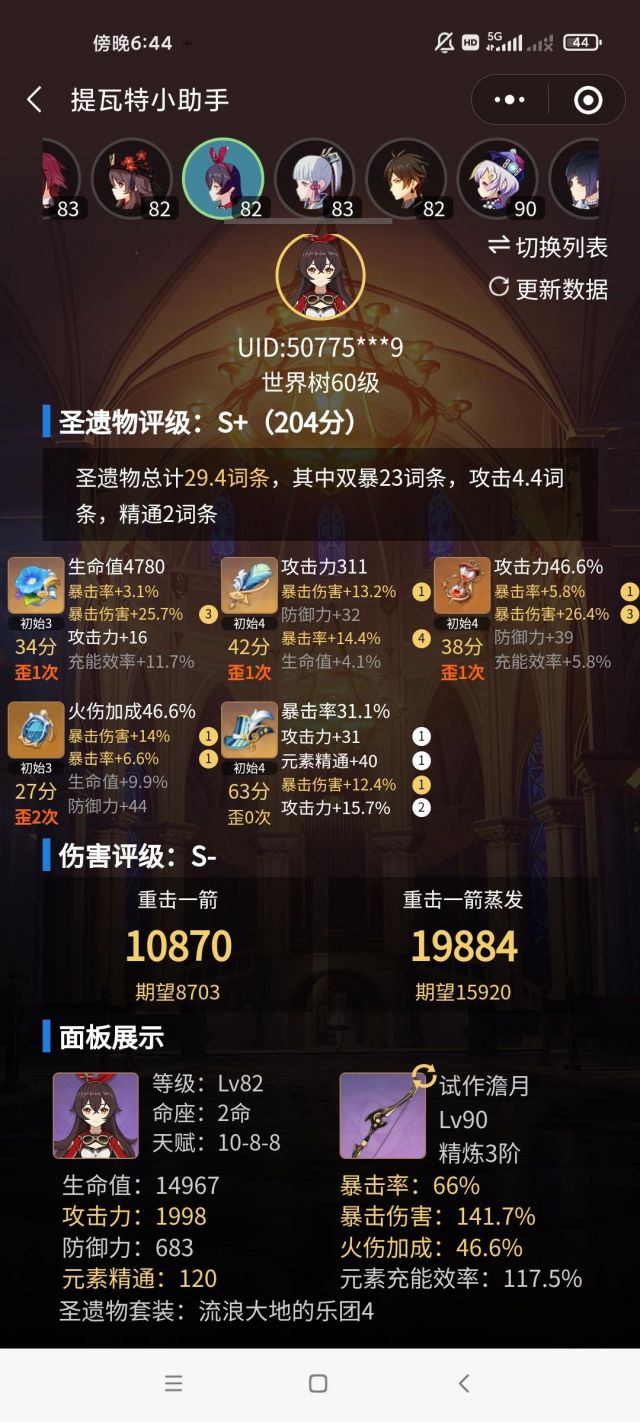 傍晚6:44
HD 5G 44
提瓦特小助手
83 82 82 83 82 90
切换列表
更新数据
UID:50775***9
世界树60级
圣遗物评级：S+（204分）
圣遗物总计29.4词条，其中双暴23词条，攻击4.4词
条，精通2词条
生命值4780
暴击率+3.1%
暴击伤害+25.7% 3
攻击力+16
充能效率+11.7%
初始3
34分
歪1次
攻击力311
暴击伤害+13.2% 1
防御力+32
暴击率+14.4% 4
生命值+4.1%
初始4
42分
歪1次
攻击力46.6%
暴击率+5.8% 1
暴击伤害+26.4% 3
防御力+39
充能效率+5.8%
初始4
38分
歪1次
火伤加成46.6%
暴击伤害+14% 1
暴击率+6.6% 1
生命值+9.9%
防御力+44
初始3
27分
歪2次
暴击率31.1%
攻击力+31 1
元素精通+40 1
暴击伤害+12.4% 1
攻击力+15.7% 2
初始4
63分
歪0次
伤害评级：S-
重击一箭
10870
期望8703
重击一箭蒸发
19884
期望15920
面板展示
等级：Lv82
命座：2命
天赋：10-8-8
试作澹月
Lv90
精炼3阶
生命值：14967
暴击率：66%
攻击力：1998
暴击伤害：141.7%
防御力：683
火伤加成：46.6%
元素精通：120
元素充能效率：117.5%
圣遗物套装：流浪大地的乐团4